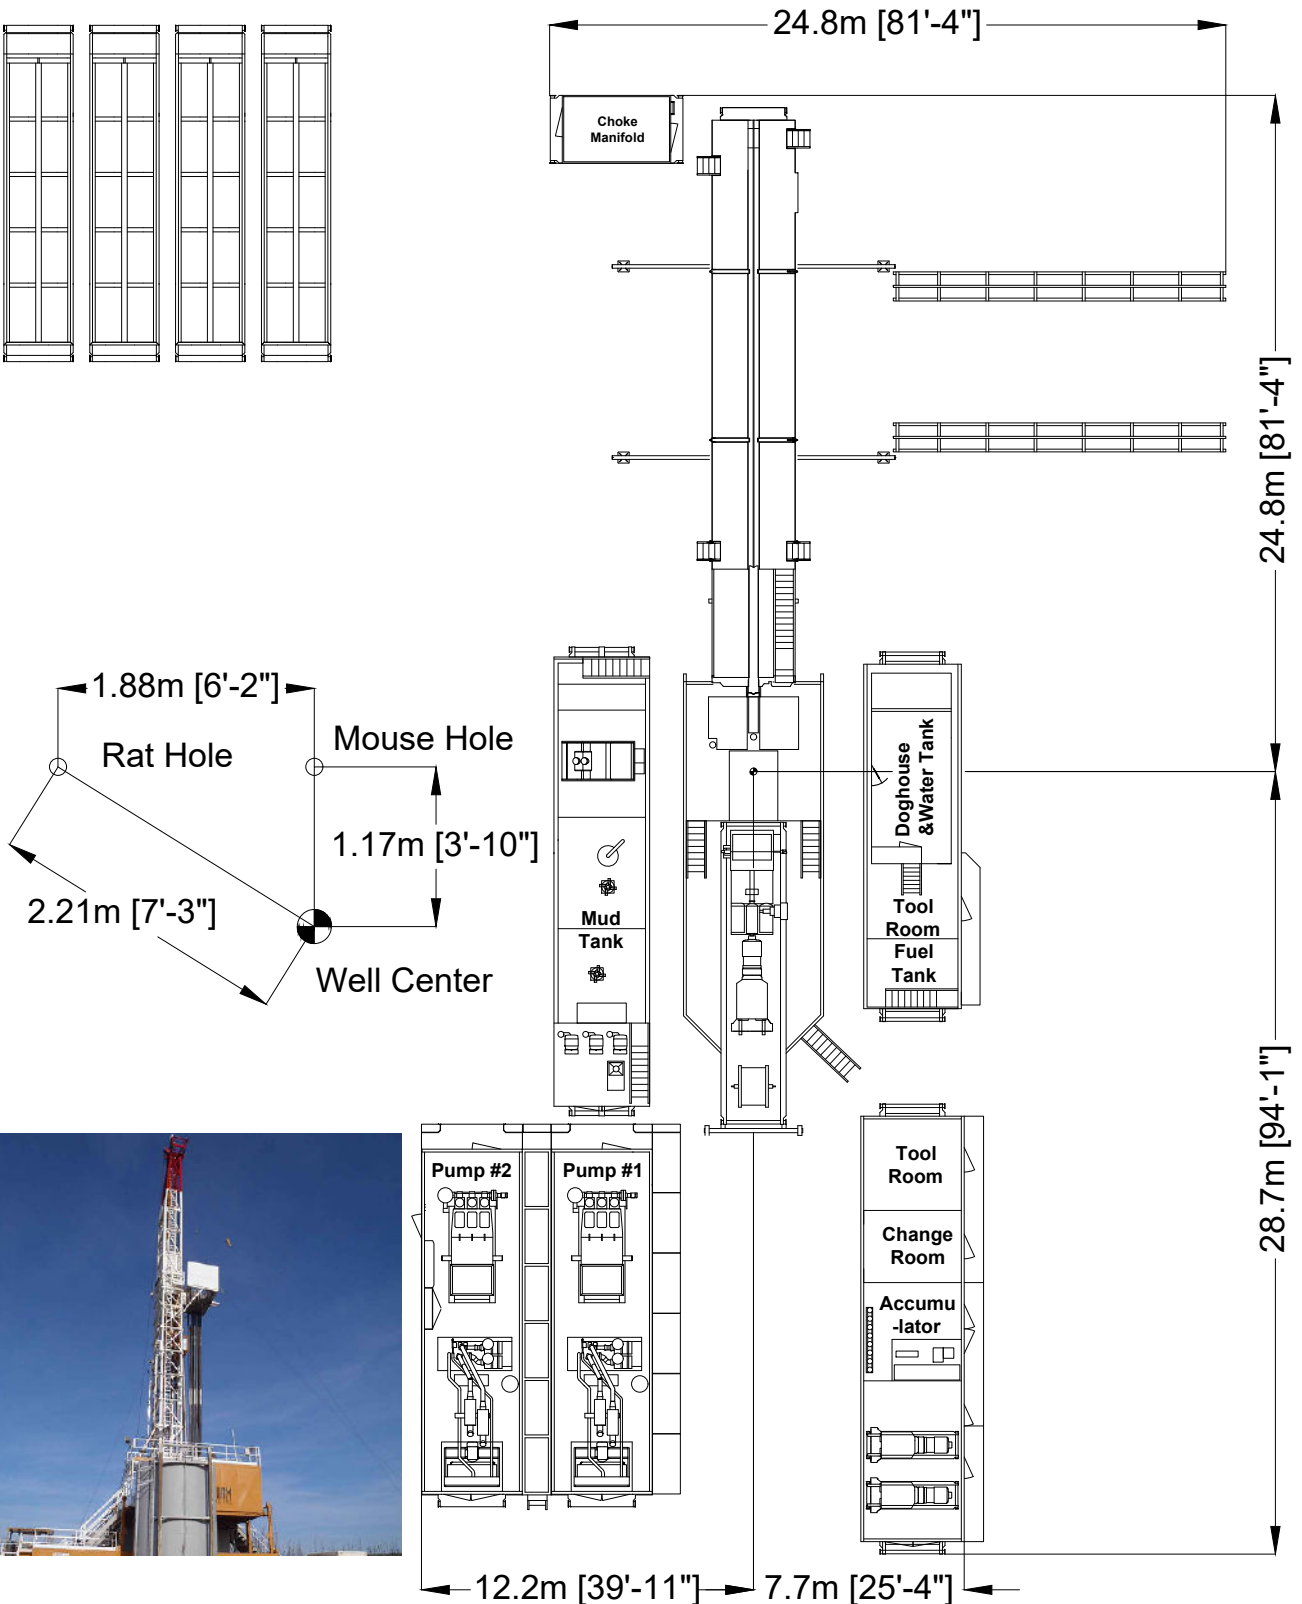 24.8m [81'-4"]
Choke
Manifold
24.8m [81'-4"]
1.88m [6'-2"]
Rat Hole
Mouse Hole
1.17m [3'-10"]
2.21m [7'-3"]
Well Center
Mud
Tank
Doghouse
&Water Tank
Tool
Room
Fuel
Tank
28.7m [94'-1"]
Pump #2
Pump #1
Tool
Room
Change
Room
Accumu
-lator
12.2m [39'-11"]
7.7m [25'-4"]